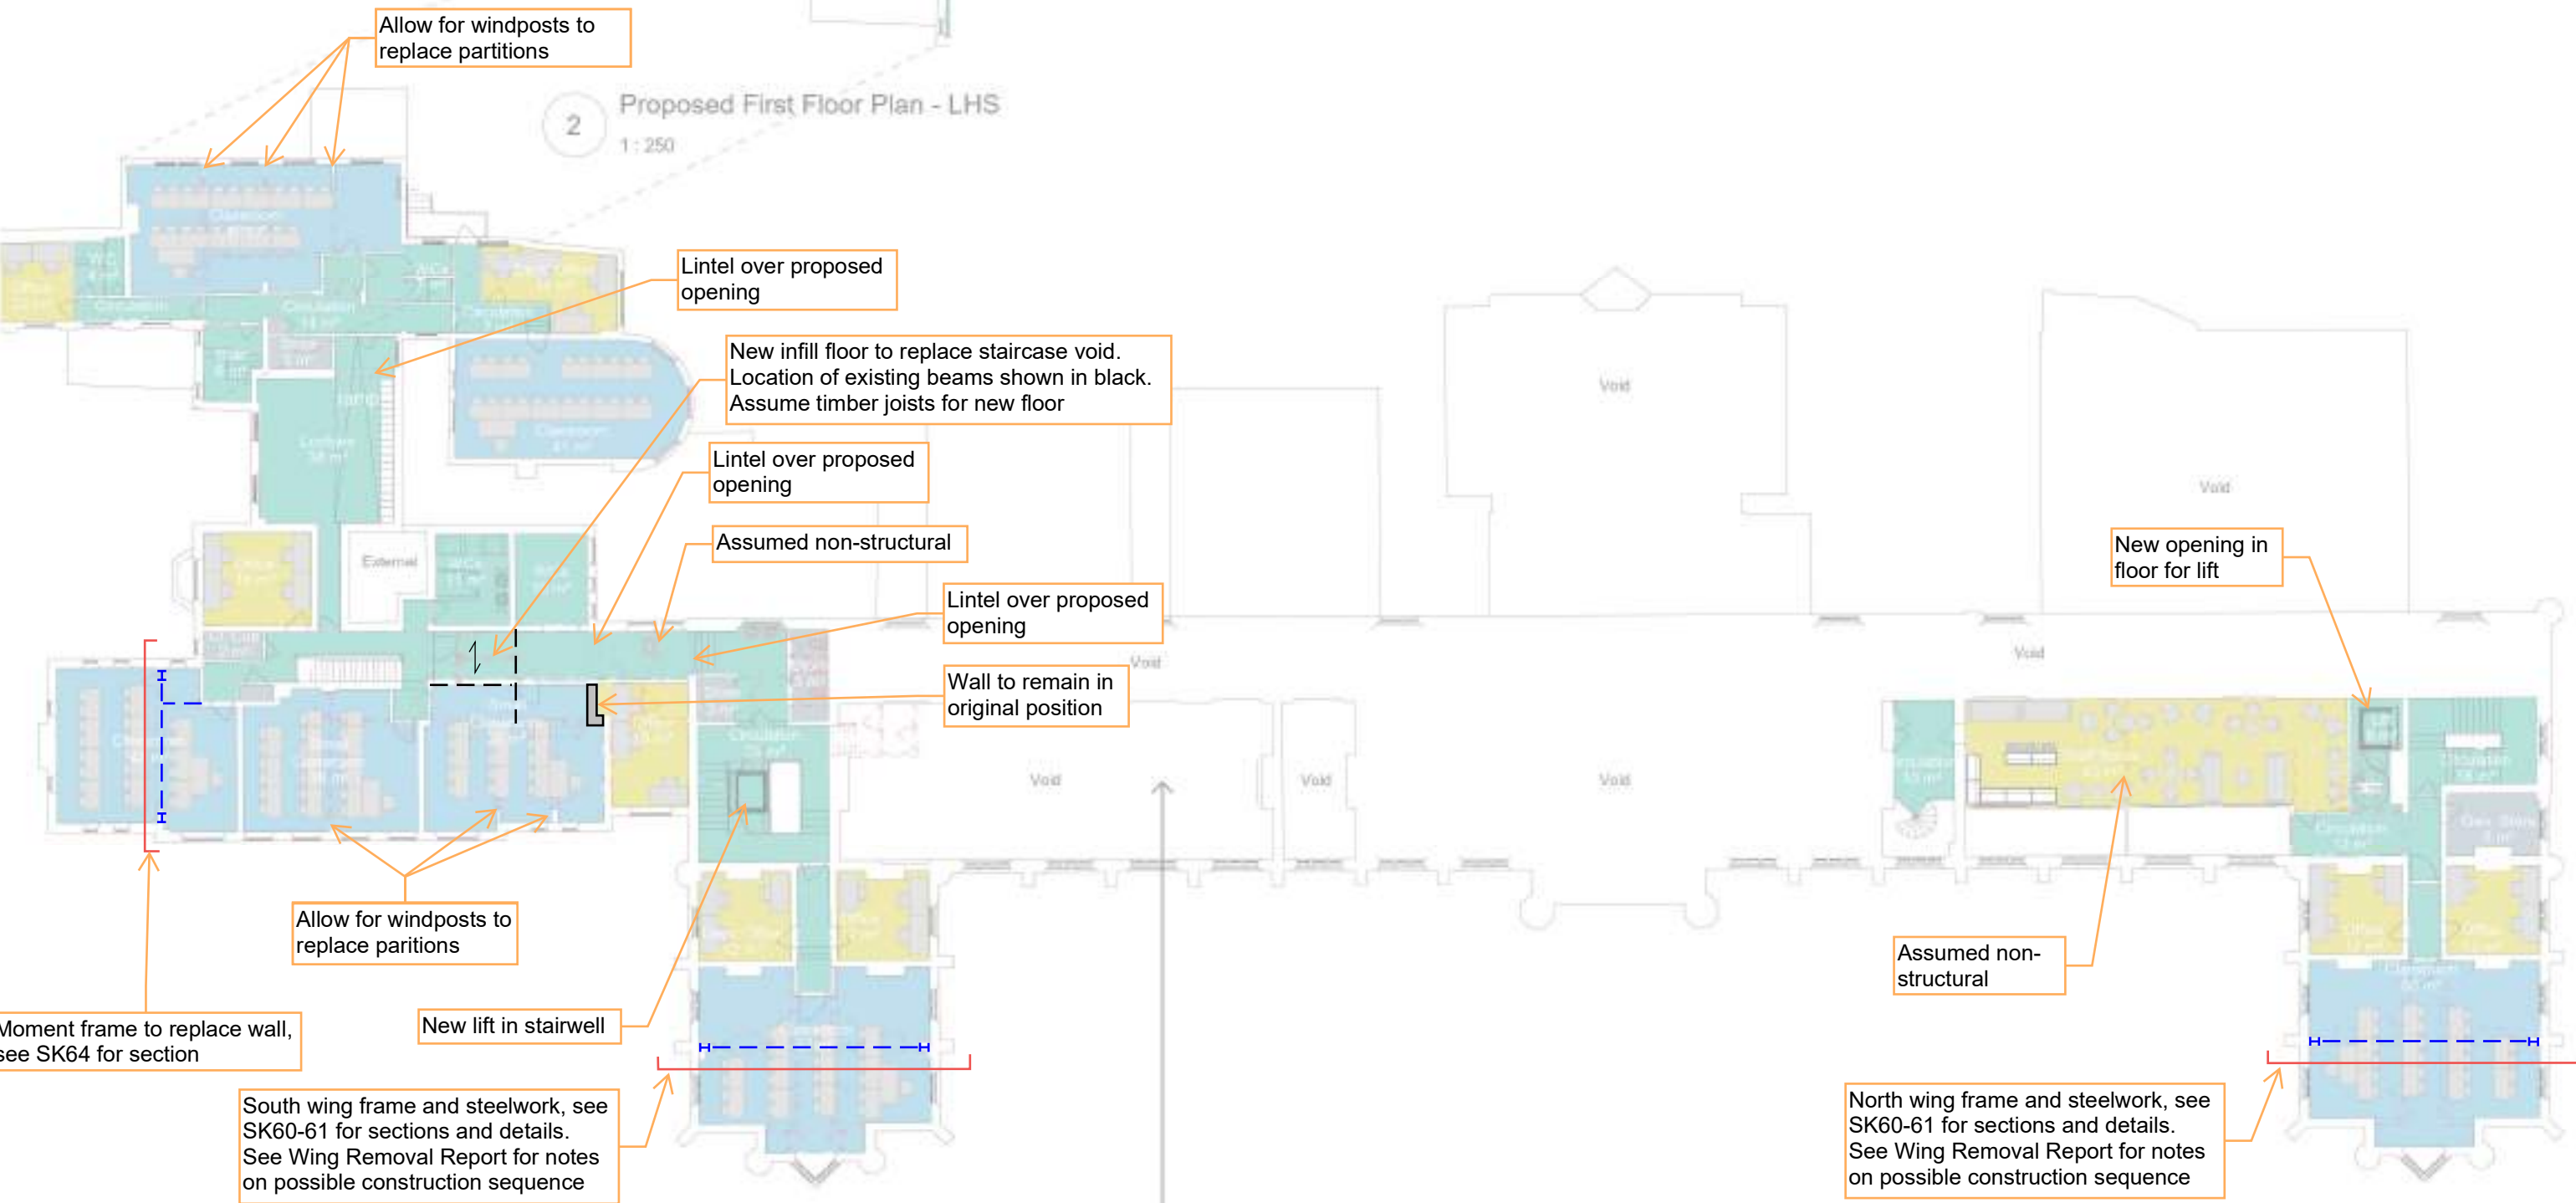 Allow for windposts to
replace partitions
2
Proposed First Floor Plan - LHS
1 : 250
Lintel over proposed
opening
New infill floor to replace staircase void.
Location of existing beams shown in black.
Assume timber joists for new floor
Lintel over proposed
opening
Assumed non-structural
Lintel over proposed
opening
Wall to remain in
original position
New opening in
floor for lift
Void
Void
Void
Void
Void
Void
Void
External
ramp
Classroom
Circulation
Allow for windposts to
replace paritions
Moment frame to replace wall,
see SK64 for section
New lift in stairwell
South wing frame and steelwork, see
SK60-61 for sections and details.
See Wing Removal Report for notes
on possible construction sequence
Assumed non-
structural
North wing frame and steelwork, see
SK60-61 for sections and details.
See Wing Removal Report for notes
on possible construction sequence